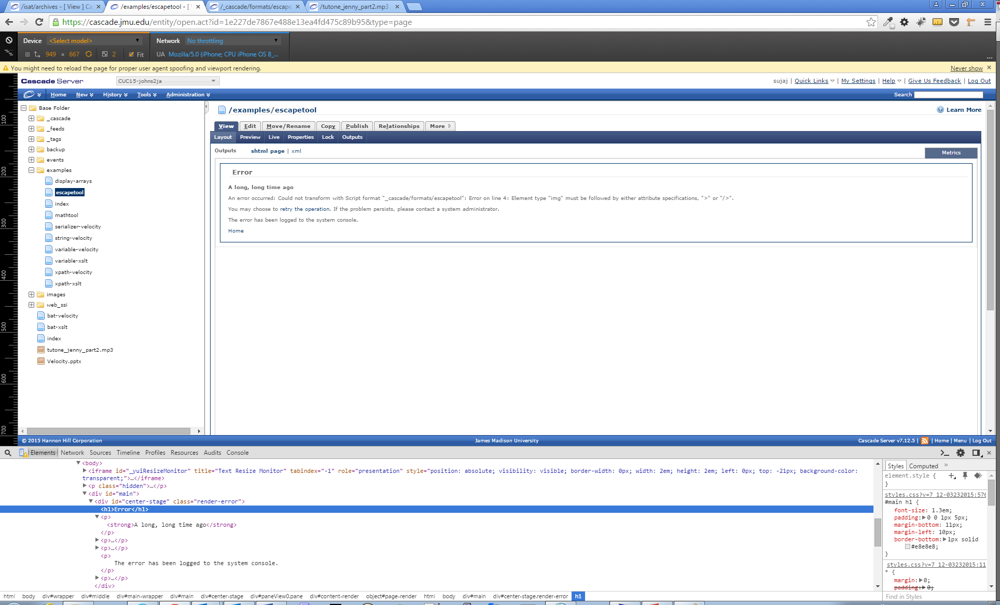 /isat/archives - [ View ] Ca
/examples/escapetool - [
/_cascade/formats/escape
/tutone_jenny_part2.mp3
https://cascade.jmu.edu/entity/open.act?id=1e227de7867e488e13ea4fd475c89b95&type=page
Device <Select model> Network No throttling
949 × 667 2 Fit UA Mozilla/5.0 (iPhone; CPU iPhone OS 8_...
You might need to reload the page for proper user agent spoofing and viewport rendering. Never show
Cascade Server CUC15-johns2ja sujaj | Quick Links | My Settings | Help | Give Us Feedback | Log Out
Home New History Tools Administration Search
Base Folder
_cascade
_feeds
_tags
backup
events
examples
display-arrays
escapetool
index
mathtool
serializer-velocity
string-velocity
variable-velocity
variable-xslt
xpath-velocity
xpath-xslt
images
web_ssi
bat-velocity
bat-xslt
index
tutone_jenny_part2.mp3
Velocity.pptx
100
200
300
400
500
600
700
/examples/escapetool Learn More
View Edit Move/Rename Copy Publish Relationships More
Layout Preview Live Properties Lock Outputs
Outputs shtml page | xml Metrics
Error
A long, long time ago
An error occurred: Could not transform with Script format "_cascade/formats/escapetool": Error on line 4: Element type "img" must be followed by either attribute specifications, ">" or "/>".
You may choose to retry the operation. If the problem persists, please contact a system administrator.
The error has been logged to the system console.
Home
© 2015 Hannon Hill Corporation James Madison University Cascade Server v7.12.5 | | Home | Menu | Log Out
Elements Network Sources Timeline Profiles Resources Audits Console
<body>
<iframe id="_yuiResizeMonitor" title="Text Resize Monitor" tabindex="-1" role="presentation" style="position: absolute; visibility: visible; border-width: 0px; width: 2em; height: 2em; left: 0px; top: -21px; background-color:
transparent;">…</iframe>
<p class="hidden">…</p>
<div id="main">
<div id="center-stage" class="render-error">
<h1>Error</h1>
<p>
<strong>A long, long time ago</strong>
</p>
<p>…</p>
<p>…</p>
<p>
The error has been logged to the system console.
</p>
<p>…</p>
</div>
html body div#wrapper div#middle div#main-wrapper div#main div#center-stage div#paneView0.pane div#content-render object#page-render html body div#main div#center-stage.render-error h1
Styles Computed »
element.style {
}
styles.css?v=7_12-03232015:576
#main h1 {
font-size: 1.3em;
padding: 0 0 1px 5px;
margin-bottom: 11px;
margin-left: 10px;
border-bottom: 1px solid
#e8e8e8;
}
styles.css?v=7_12-03232015:11
* {
margin: 0;
padding: 0;
Find in Styles